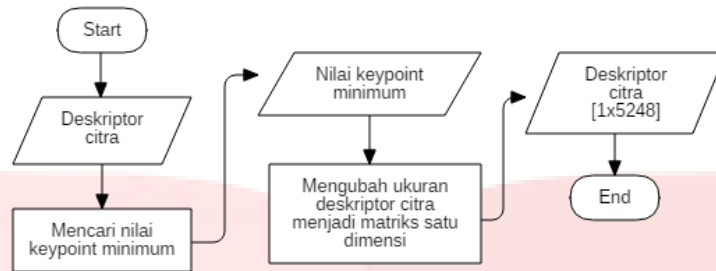 Start
Deskriptor
citra
Mencari nilai
keypoint minimum
Nilai keypoint
minimum
Mengubah ukuran
deskriptor citra
menjadi matriks satu
dimensi
Deskriptor
citra
[1x5248]
End